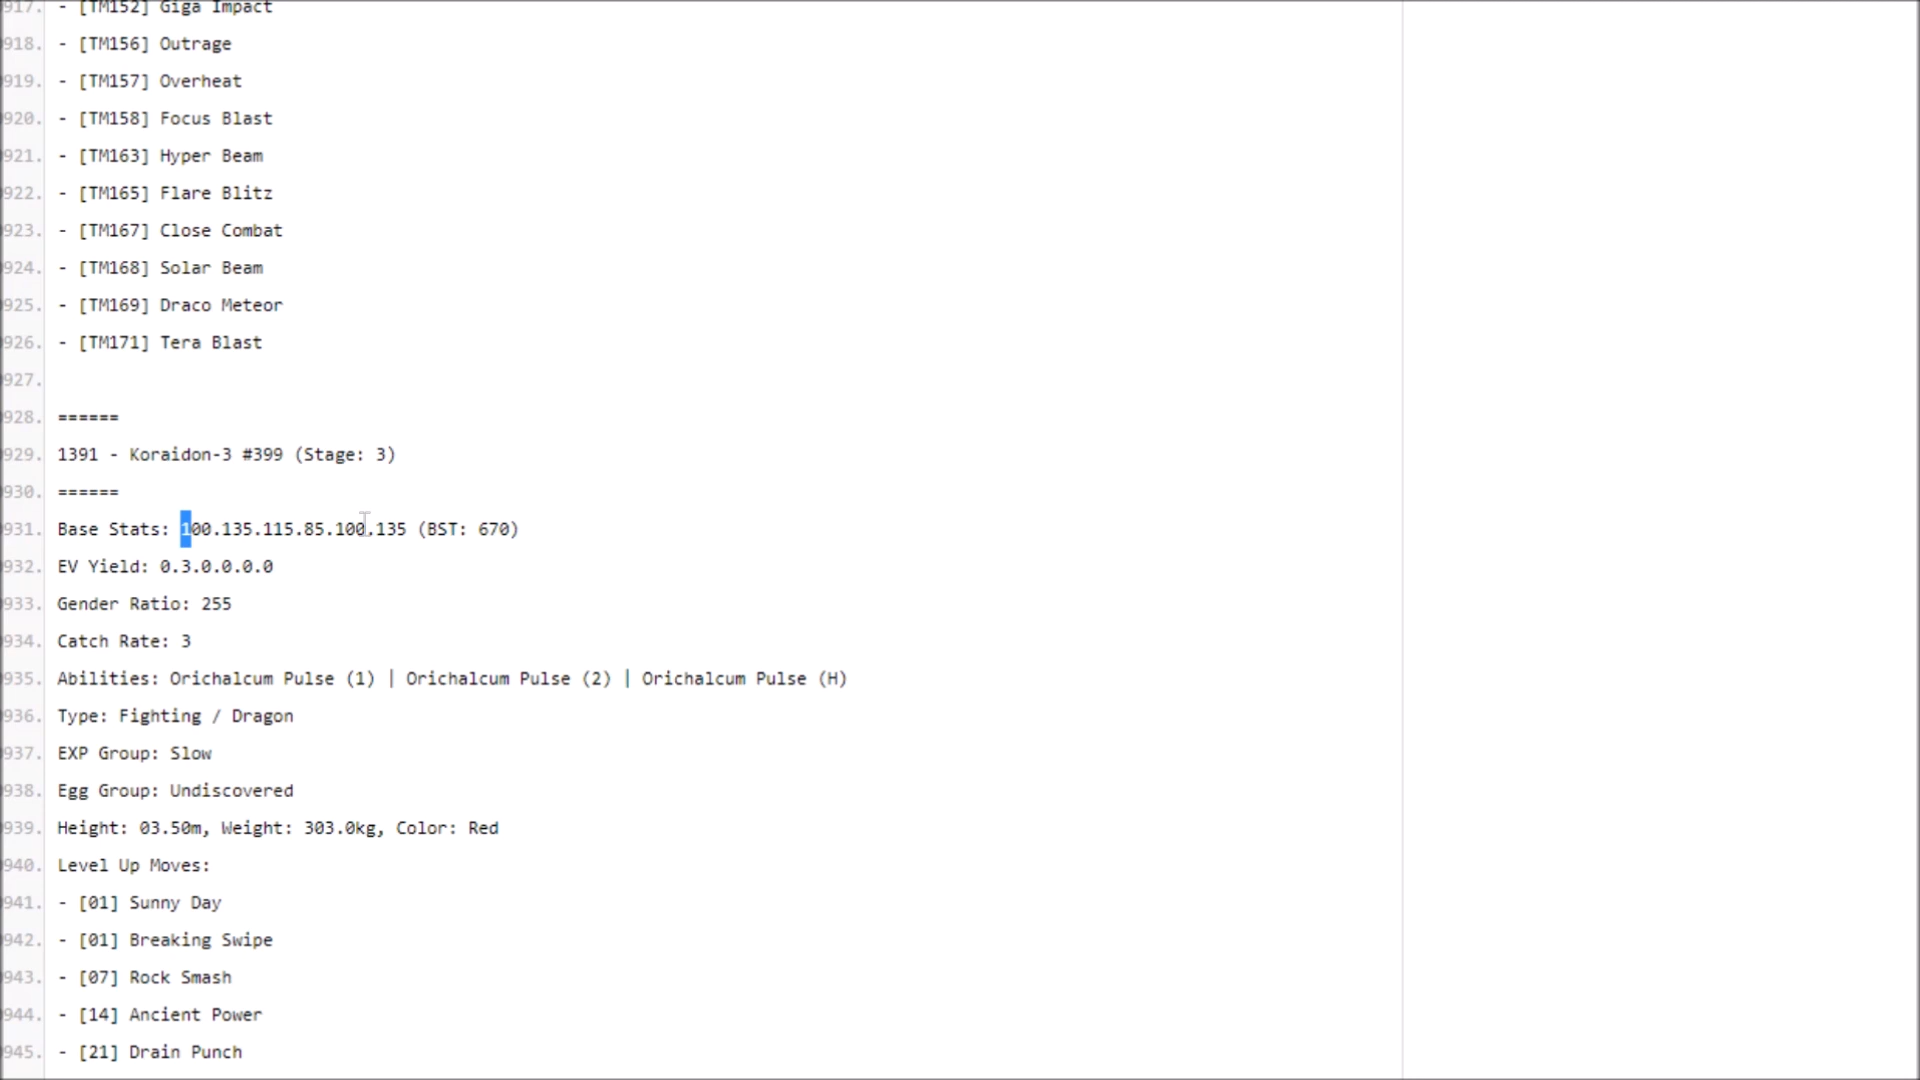 917. - [TM152] Giga Impact
918. - [TM156] Outrage
919. - [TM157] Overheat
920. - [TM158] Focus Blast
921. - [TM163] Hyper Beam
922. - [TM165] Flare Blitz
923. - [TM167] Close Combat
924. - [TM168] Solar Beam
925. - [TM169] Draco Meteor
926. - [TM171] Tera Blast
927.
928. ======
929. 1391 - Koraidon-3 #399 (Stage: 3)
930. ======
931. Base Stats: 100.135.115.85.100.135 (BST: 670)
932. EV Yield: 0.3.0.0.0.0
933. Gender Ratio: 255
934. Catch Rate: 3
935. Abilities: Orichalcum Pulse (1) | Orichalcum Pulse (2) | Orichalcum Pulse (H)
936. Type: Fighting / Dragon
937. EXP Group: Slow
938. Egg Group: Undiscovered
939. Height: 03.50m, Weight: 303.0kg, Color: Red
940. Level Up Moves:
941. - [01] Sunny Day
942. - [01] Breaking Swipe
943. - [07] Rock Smash
944. - [14] Ancient Power
945. - [21] Drain Punch